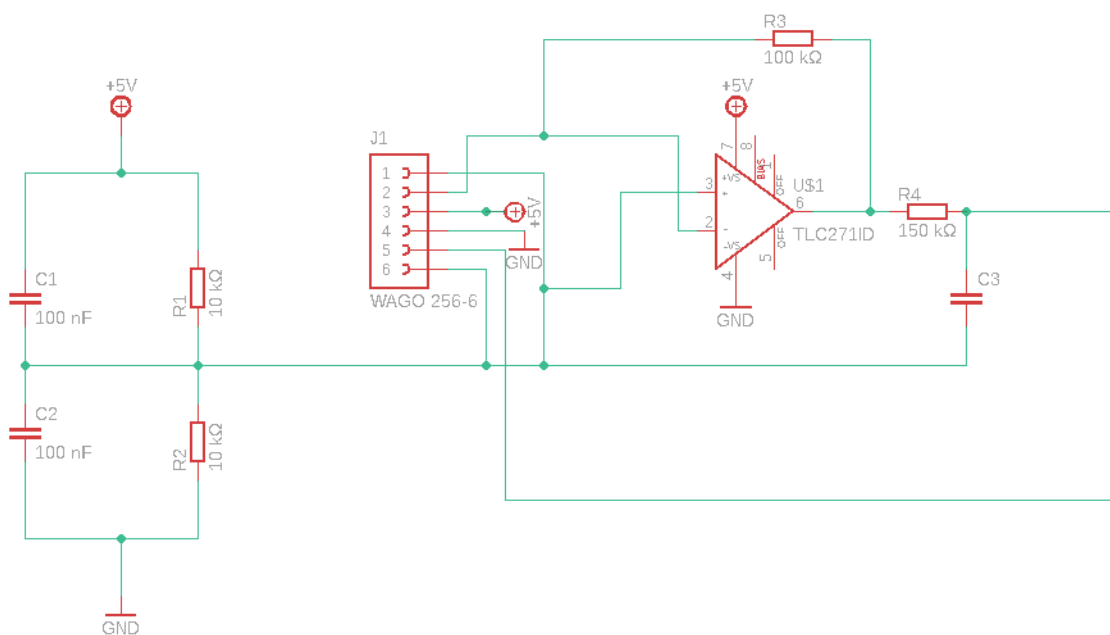 +5V
C1
100 nF
R1
10 kΩ
C2
100 nF
R2
10 kΩ
GND
J1
1
2
3
4
5
6
WAGO 256-6
+5V
GND
R3
100 kΩ
+5V
7
8
1
+VS
BIAS
OFF
3
+
2
-
-VS
OFF
4
5
6
U$1
TLC271ID
GND
R4
150 kΩ
C3